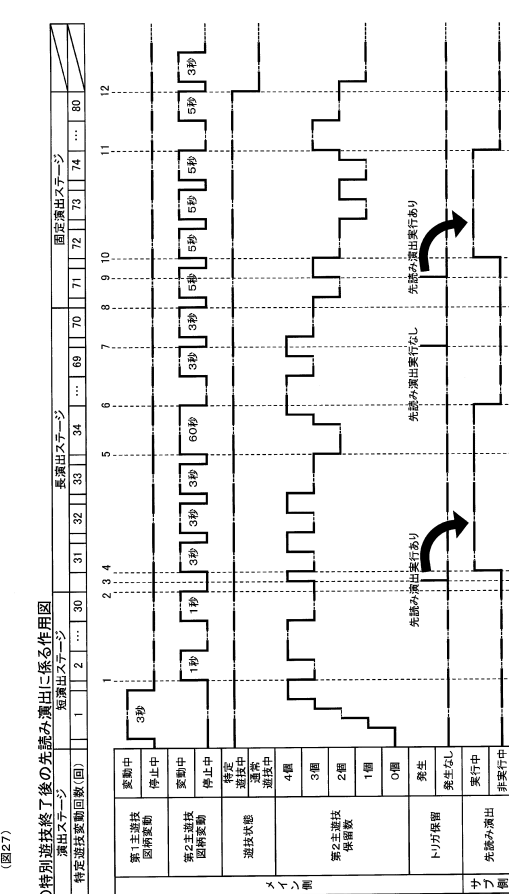 (図27)
特別遊技終了後の先読み演出に係る作用図
演出ステージ
短演出ステージ
長演出ステージ
固定演出ステージ
特定遊技変動回数(回)
1
2
…
30
31
32
33
34
…
69
70
71
72
73
74
…
80
1
2
3
4
5
6
7
8
9
10
11
12
メイン側
第1主遊技図柄変動
変動中
停止中
3秒
第2主遊技図柄変動
変動中
停止中
1秒
1秒
3秒
3秒
3秒
60秒
3秒
3秒
5秒
5秒
5秒
5秒
5秒
3秒
遊技状態
特定遊技中
通常遊技中
第2主遊技保留数
4個
3個
2個
1個
0個
トリガ保留
発生
発生なし
先読み演出実行あり
先読み演出実行なし
先読み演出実行あり
サブ側
先読み演出
実行中
非実行中